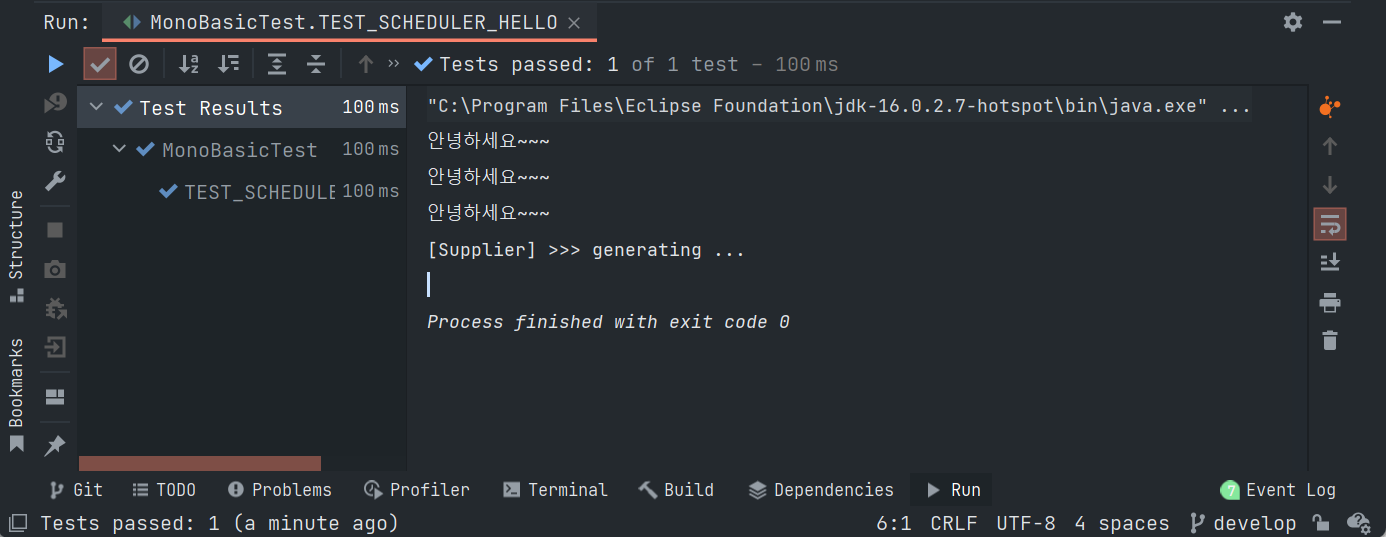 Run: MonoBasicTest.TEST_SCHEDULER_HELLO
Tests passed: 1 of 1 test – 100 ms
Test Results 100 ms
MonoBasicTest 100 ms
TEST_SCHEDULE 100 ms
"C:\Program Files\Eclipse Foundation\jdk-16.0.2.7-hotspot\bin\java.exe" ...
안녕하세요~~~
안녕하세요~~~
안녕하세요~~~
[Supplier] >>> generating ...
Process finished with exit code 0
Structure
Bookmarks
Git TODO Problems Profiler Terminal Build Dependencies Run 7 Event Log
Tests passed: 1 (a minute ago) 6:1 CRLF UTF-8 4 spaces develop